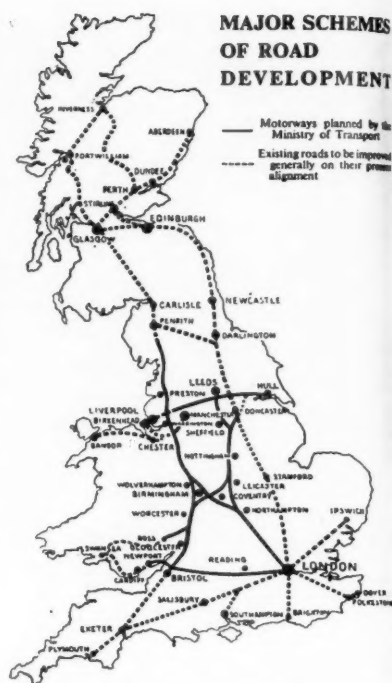 MAJOR SCHEMES
OF ROAD
DEVELOPMENT
Motorways planned by the
Ministry of Transport
Existing roads to be improved
generally on their present
alignment
INVERNESS
ABERDEEN
FORTWILLIAM
DUNDEE
PERTH
STIRLING
EDINBURGH
GLASGOW
CARLISLE
NEWCASTLE
PENRITH
DARLINGTON
LEEDS
HULL
PRESTON
LIVERPOOL
BIRKENHEAD
MANCHESTER
DONCASTER
WARRINGTON
SHEFFIELD
BANGOR
CHESTER
NOTTINGHAM
STAMFORD
LEICESTER
WOLVERHAMPTON
BIRMINGHAM
COVENTRY
NORTHAMPTON
WORCESTER
IPSWICH
ROSS
GLOUCESTER
SWANSEA
NEWPORT
CARDIFF
READING
LONDON
BRISTOL
SALISBURY
DOVER
FOLKESTONE
EXETER
SOUTHAMPTON
BRIGHTON
PLYMOUTH